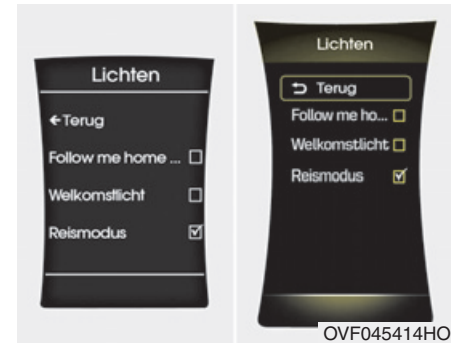 Lichten
←Terug
Follow me home ...
Welkomstlicht
Reismodus
Lichten
Terug
Follow me ho...
Welkomstlicht
Reismodus
OVF045414HO